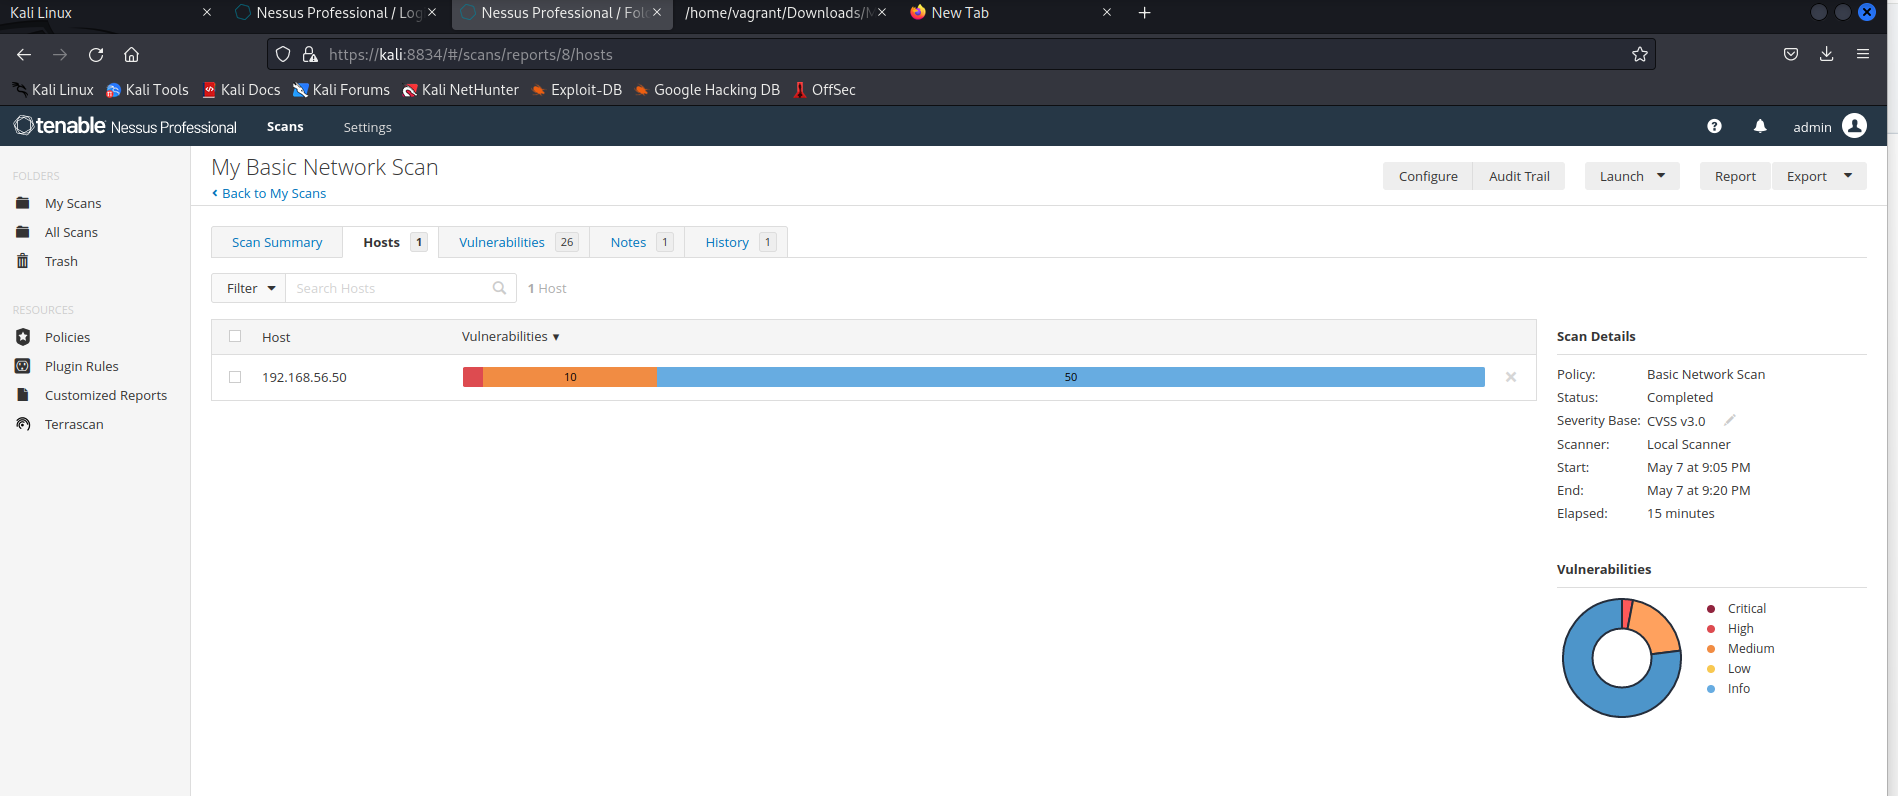 Kali Linux
Nessus Professional / Log
Nessus Professional / Fol
/home/vagrant/Downloads/M
New Tab
https://kali:8834/#/scans/reports/8/hosts
Kali Linux Kali Tools Kali Docs Kali Forums Kali NetHunter Exploit-DB Google Hacking DB OffSec
tenable Nessus Professional Scans Settings admin
FOLDERS
My Scans
All Scans
Trash
RESOURCES
Policies
Plugin Rules
Customized Reports
Terrascan
My Basic Network Scan
Back to My Scans
Configure Audit Trail Launch Report Export
Scan Summary Hosts 1 Vulnerabilities 26 Notes 1 History 1
Filter Search Hosts 1 Host
Host Vulnerabilities
192.168.56.50 10 50
Scan Details
Policy: Basic Network Scan
Status: Completed
Severity Base: CVSS v3.0
Scanner: Local Scanner
Start: May 7 at 9:05 PM
End: May 7 at 9:20 PM
Elapsed: 15 minutes
Vulnerabilities
Critical
High
Medium
Low
Info